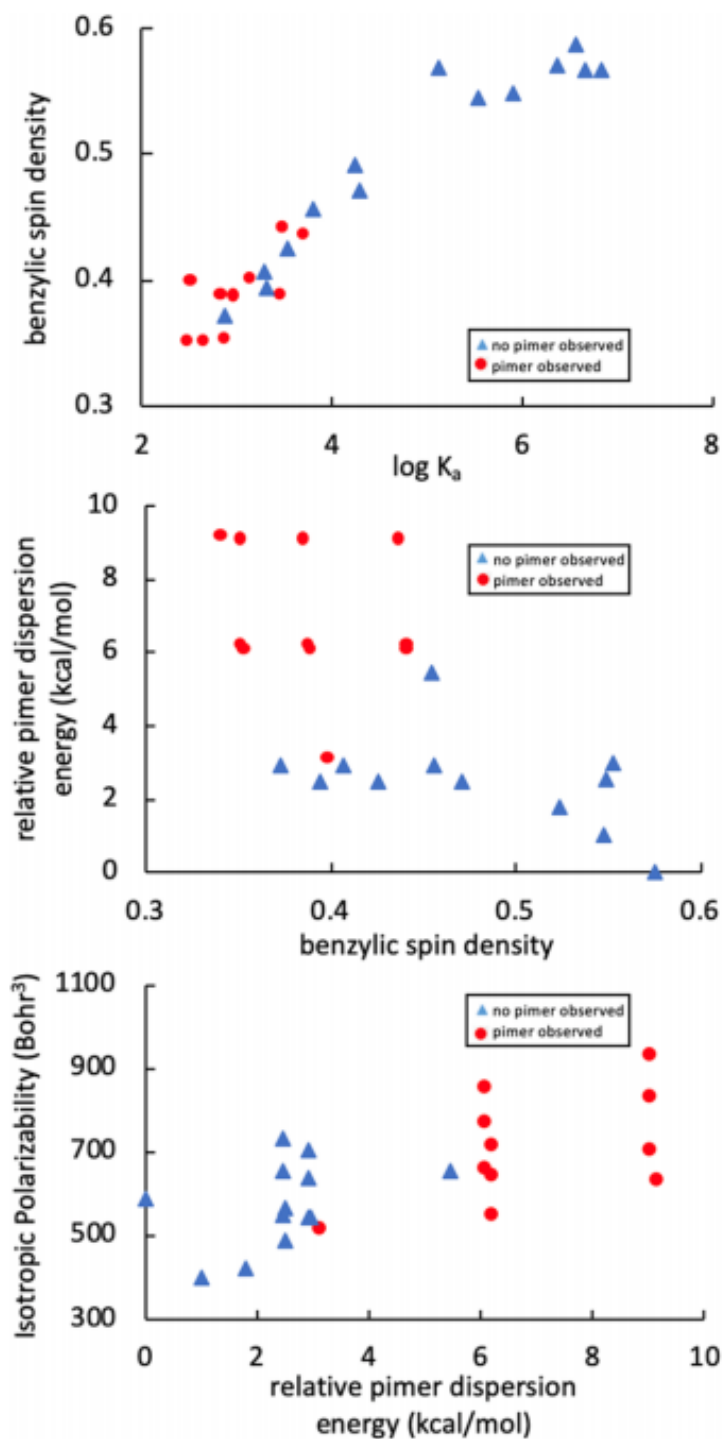 0.6
0.5
0.4
0.3
benzylic spin density
no pimer observed
pimer observed
2 4 6 8
log Ka
10
8
6
4
2
0
relative pimer dispersion
energy (kcal/mol)
no pimer observed
pimer observed
0.3 0.4 0.5 0.6
benzylic spin density
1100
900
700
500
300
Isotropic Polarizability (Bohr³)
no pimer observed
pimer observed
0 2 4 6 8 10
relative pimer dispersion
energy (kcal/mol)